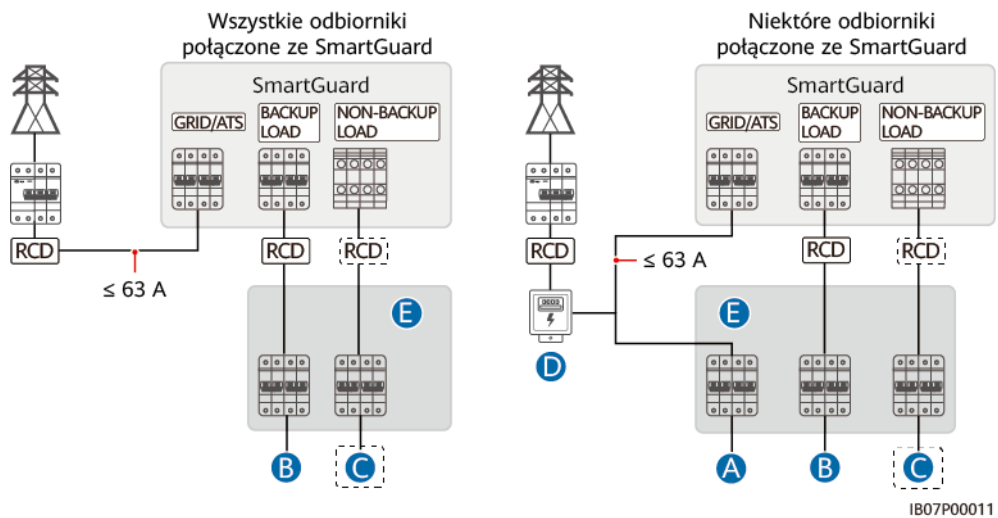 Wszystkie odbiorniki
połączone ze SmartGuard
SmartGuard
GRID/ATS
BACKUP
LOAD
NON-BACKUP
LOAD
RCD
RCD
RCD
≤ 63 A
E
B
C
Niektóre odbiorniki
połączone ze SmartGuard
SmartGuard
GRID/ATS
BACKUP
LOAD
NON-BACKUP
LOAD
RCD
RCD
RCD
≤ 63 A
E
D
A
B
C
IB07P00011